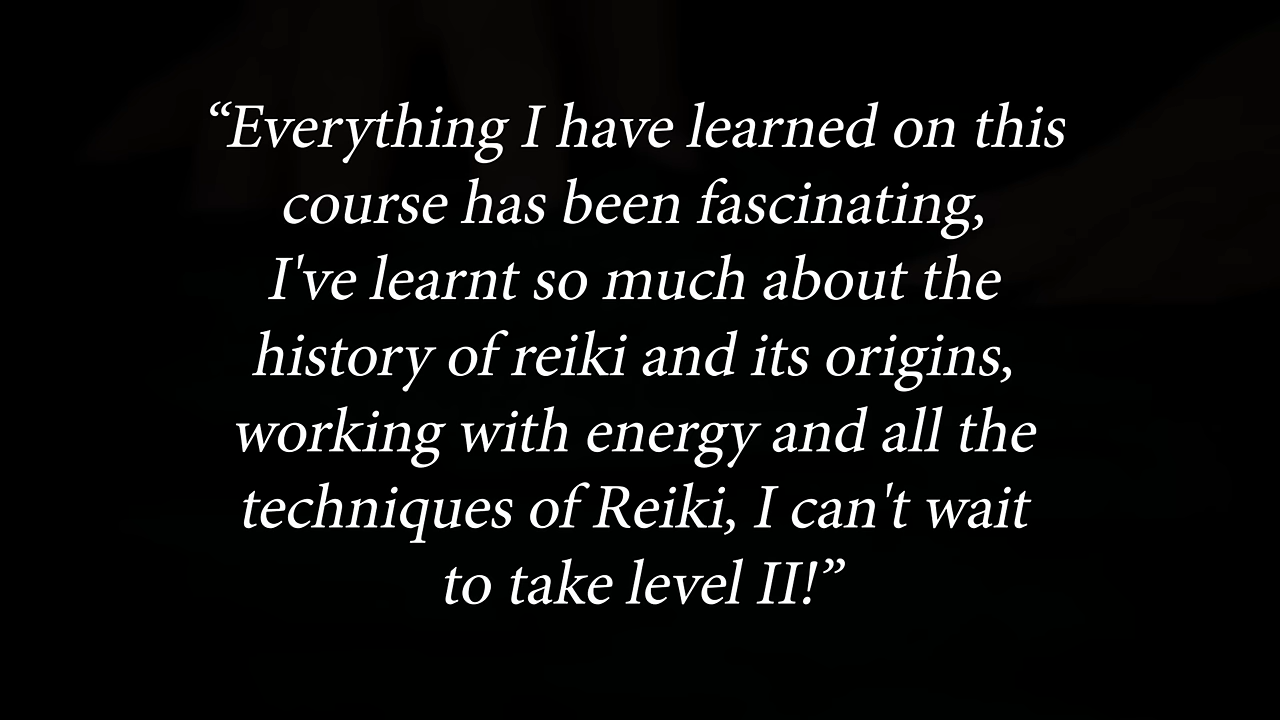 “Everything I have learned on this
course has been fascinating,
I've learnt so much about the
history of reiki and its origins,
working with energy and all the
techniques of Reiki, I can't wait
to take level II!”